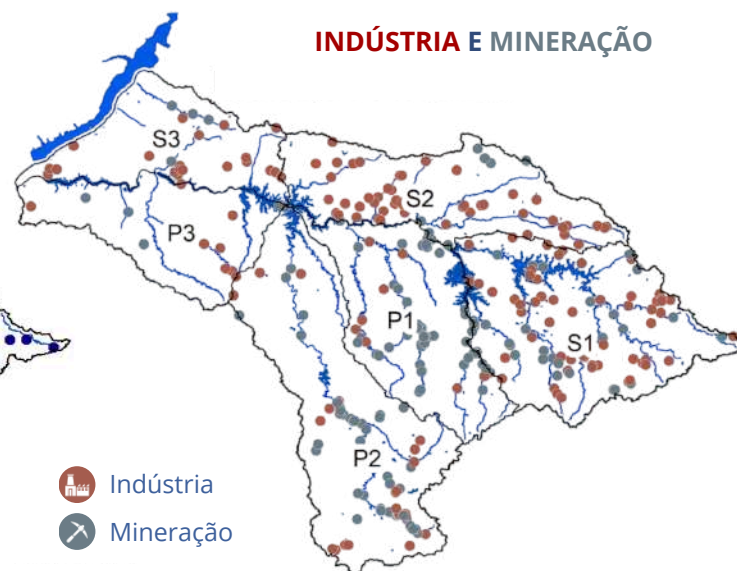 INDÚSTRIA E MINERAÇÃO
S3
S2
P3
P1
S1
P2
Indústria
Mineração